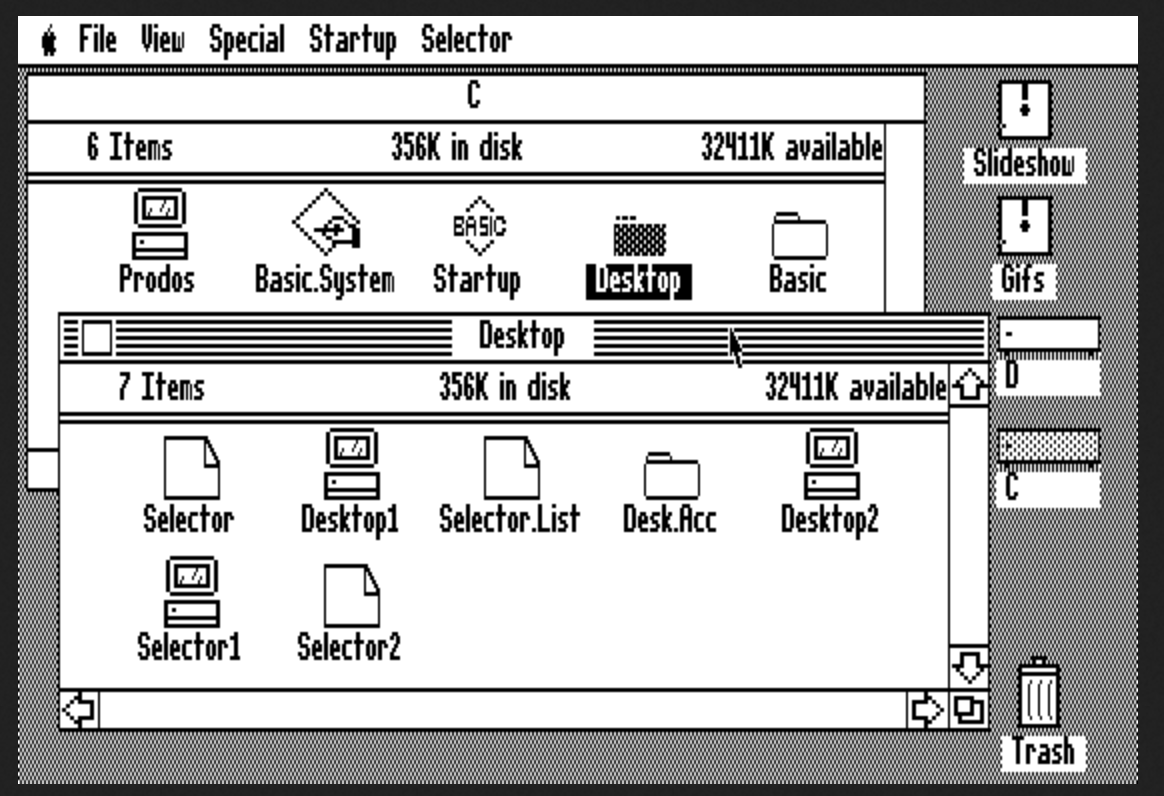 File View Special Startup Selector
C
6 Items 356K in disk 32411K available
Prodos Basic.System BASIC Startup Desktop Basic
Desktop
7 Items 356K in disk 32411K available
Selector Desktop1 Selector.List Desk.Acc Desktop2
Selector1 Selector2
Slideshow
Gifs
D
C
Trash